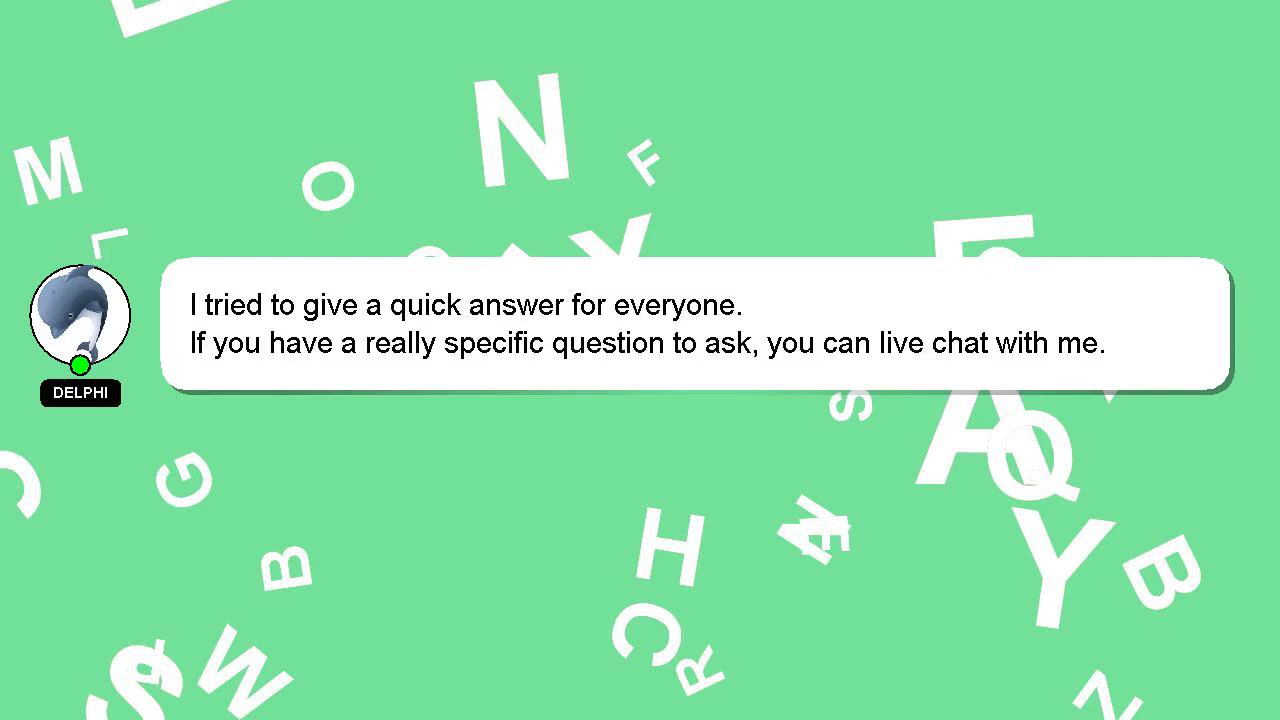 N
M
F
O
L
I tried to give a quick answer for everyone.
If you have a really specific question to ask, you can live chat with me.
DELPHI
S
A
Q
G
C
H
Y
B
B
C
R
W
S
Z